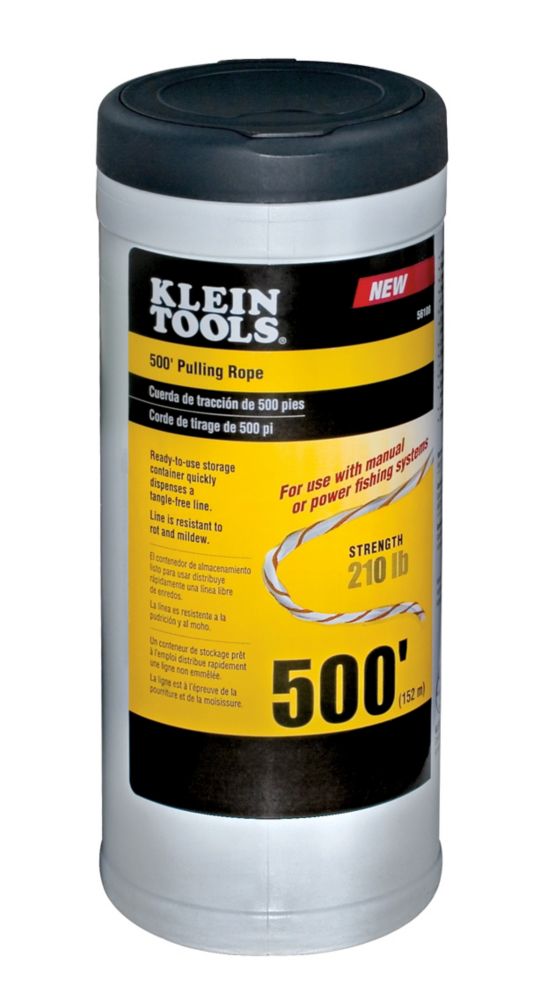 KLEIN
TOOLS®
NEW
56108
500' Pulling Rope
Cuerda de tracción de 500 pies
Corde de tirage de 500 pi
Ready-to-use storage
container quickly
dispenses a
tangle-free line.
Line is resistant to
rot and mildew.
El contenedor de almacenamiento
listo para usar distribuye
rápidamente una línea libre
de enredos.
La línea es resistente a la
pudrición y al moho.
Un conteneur de stockage prêt
à l'emploi distribue rapidement
une ligne non emmêlée.
La ligne est à l'épreuve de la
pourriture et de la moisissure.
For use with manual
or power fishing systems
STRENGTH
210 lb
500'
(152 m)